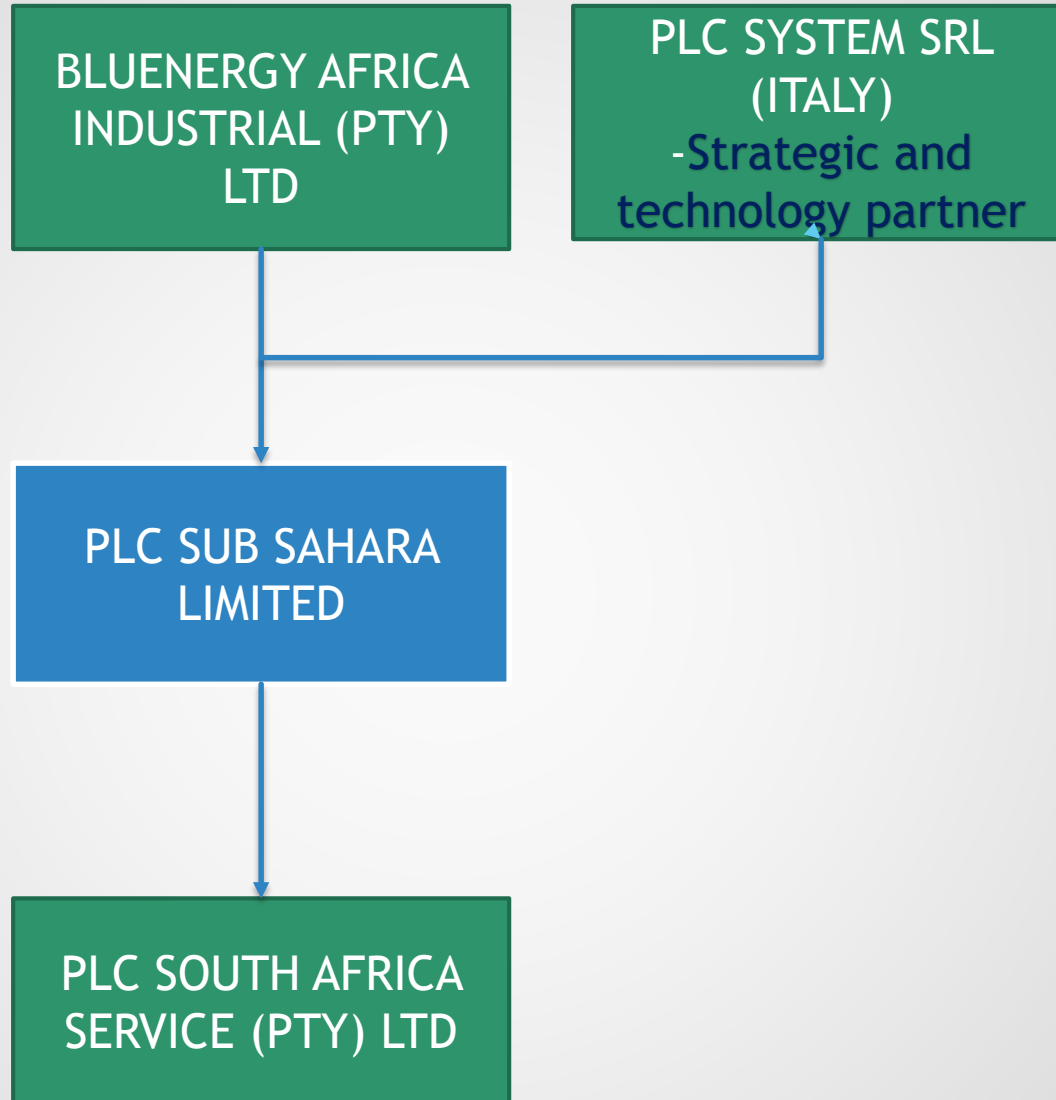 BLUENERGY AFRICA
INDUSTRIAL (PTY)
LTD
PLC SYSTEM SRL
(ITALY)
-Strategic and
technology partner
PLC SUB SAHARA
LIMITED
PLC SOUTH AFRICA
SERVICE (PTY) LTD